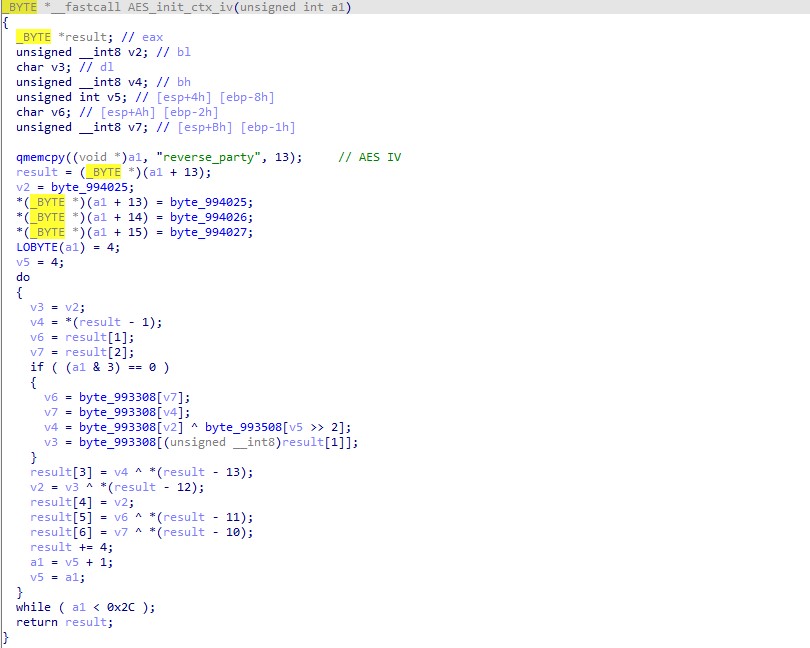 _BYTE *__fastcall AES_init_ctx_iv(unsigned int a1)
{
  _BYTE *result; // eax
  unsigned __int8 v2; // bl
  char v3; // dl
  unsigned __int8 v4; // bh
  unsigned int v5; // [esp+4h] [ebp-8h]
  char v6; // [esp+Ah] [ebp-2h]
  unsigned __int8 v7; // [esp+Bh] [ebp-1h]

  qmemcpy((void *)a1, "reverse_party", 13);     // AES IV
  result = (_BYTE *)(a1 + 13);
  v2 = byte_994025;
  *(_BYTE *)(a1 + 13) = byte_994025;
  *(_BYTE *)(a1 + 14) = byte_994026;
  *(_BYTE *)(a1 + 15) = byte_994027;
  LOBYTE(a1) = 4;
  v5 = 4;
  do
  {
    v3 = v2;
    v4 = *(result - 1);
    v6 = result[1];
    v7 = result[2];
    if ( (a1 & 3) == 0 )
    {
      v6 = byte_993308[v7];
      v7 = byte_993308[v4];
      v4 = byte_993308[v2] ^ byte_993508[v5 >> 2];
      v3 = byte_993308[(unsigned __int8)result[1]];
    }
    result[3] = v4 ^ *(result - 13);
    v2 = v3 ^ *(result - 12);
    result[4] = v2;
    result[5] = v6 ^ *(result - 11);
    result[6] = v7 ^ *(result - 10);
    result += 4;
    a1 = v5 + 1;
    v5 = a1;
  }
  while ( a1 < 0x2C );
  return result;
}